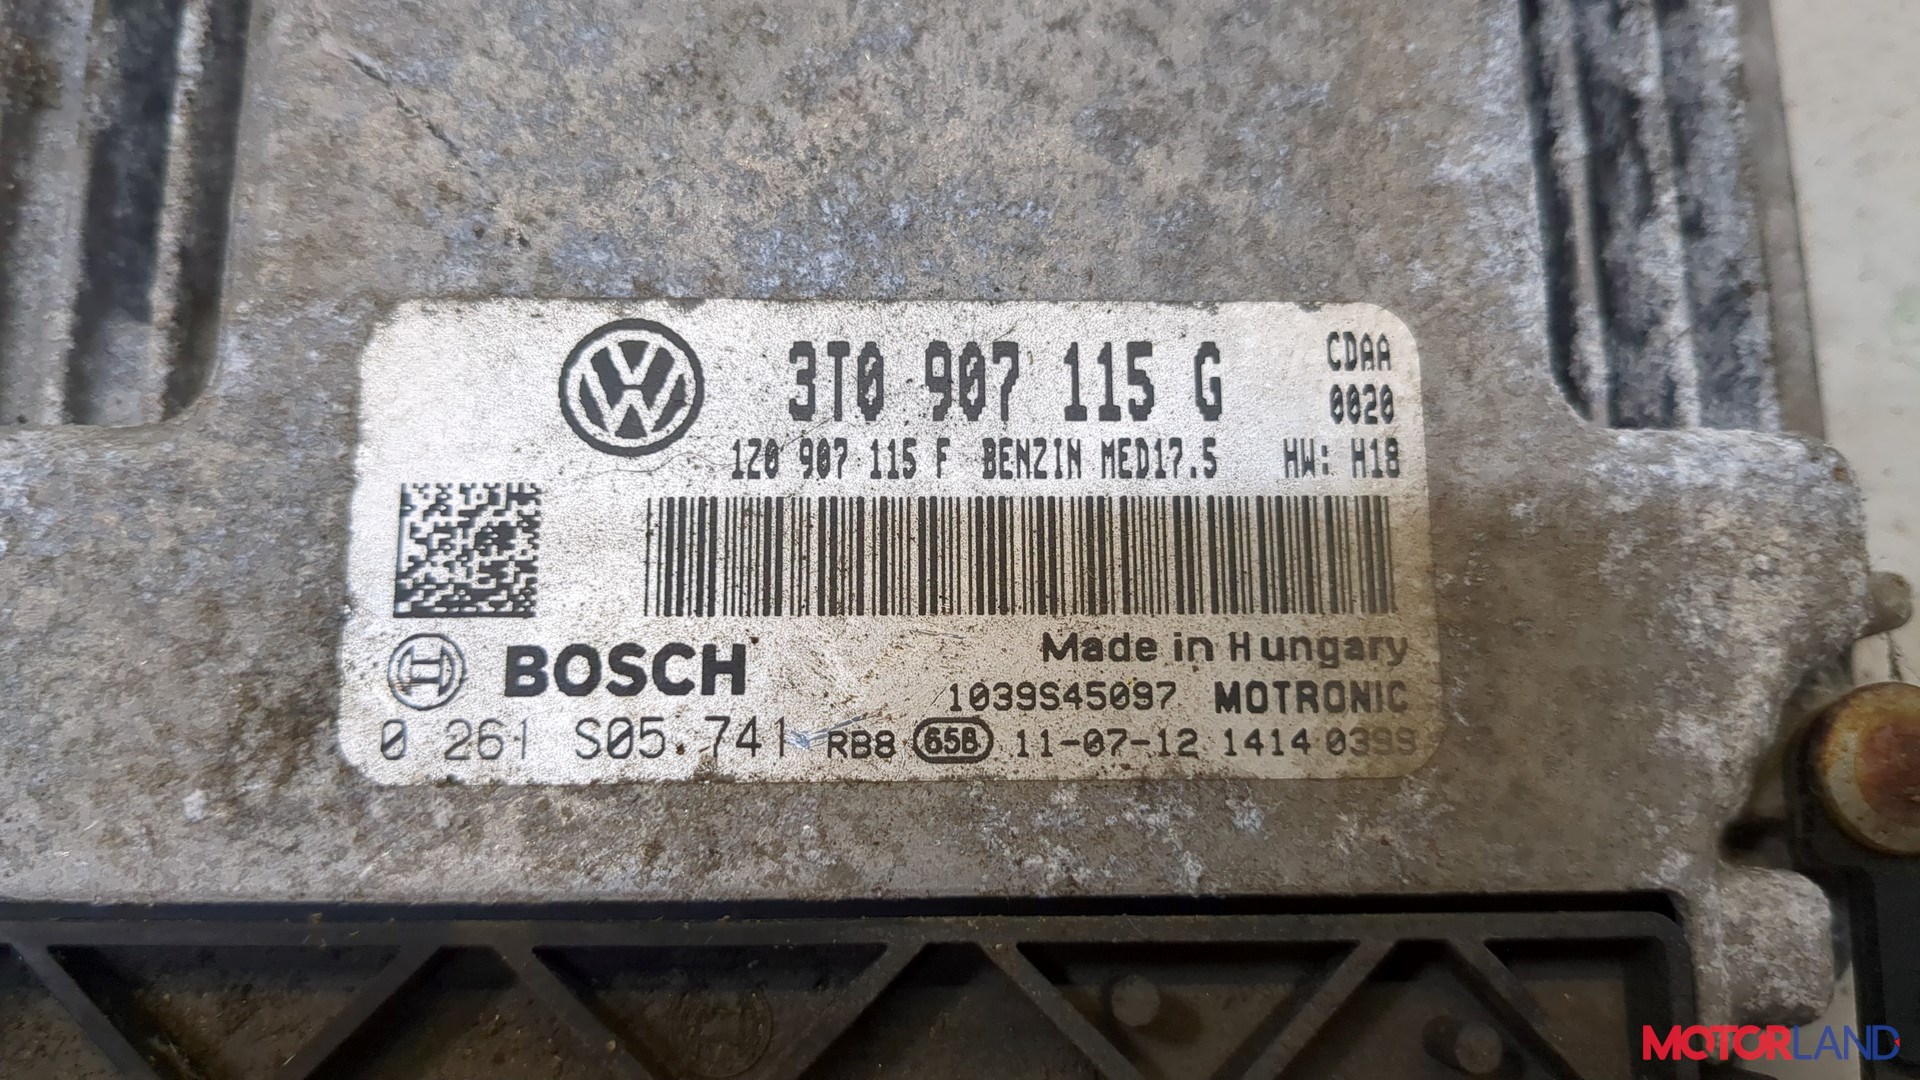 3T0 907 115 G
CDAA
0020
1Z0 907 115 F BENZIN MED17.5 HW: H18
BOSCH
Made in Hungary
1039S45097 MOTRONIC
0 261 S05 741 RB8 65B 11-07-12 1414 0399
MOTORLAND